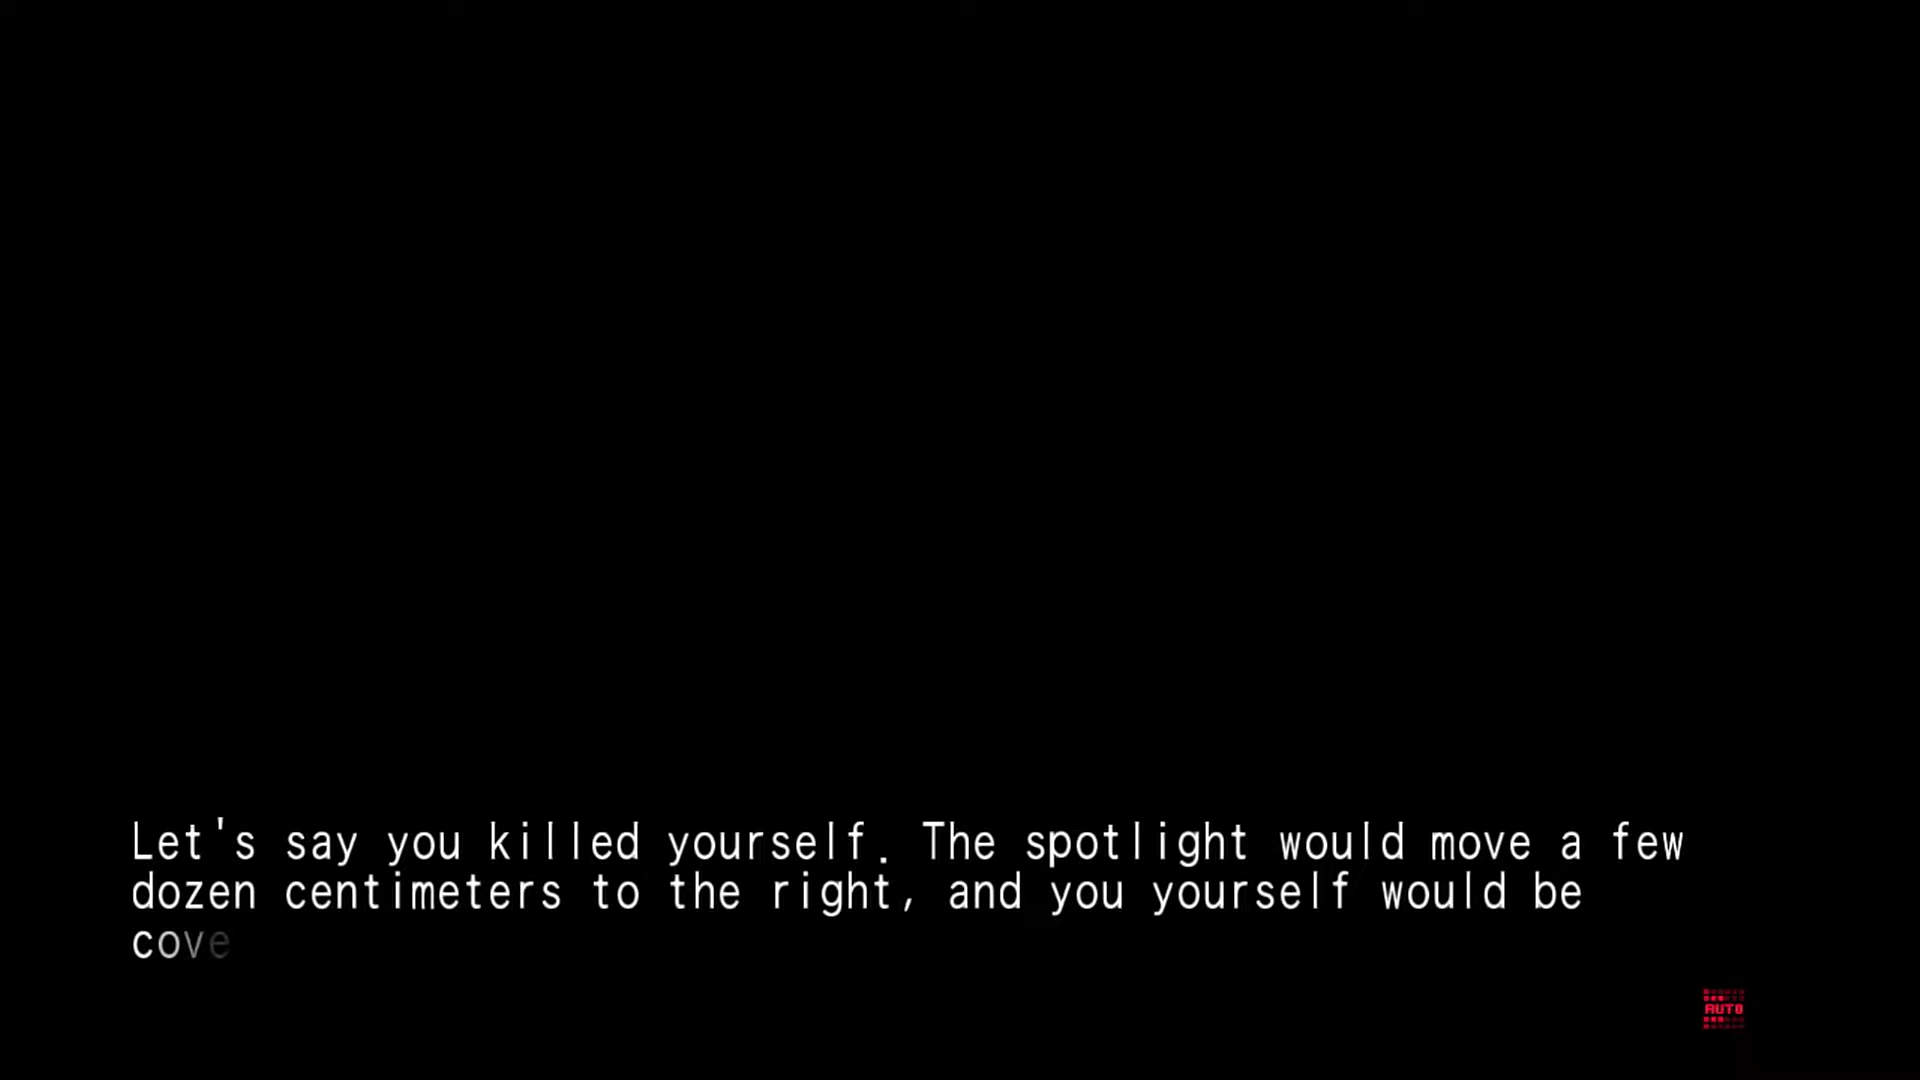 Let's say you killed yourself. The spotlight would move a few
dozen centimeters to the right, and you yourself would be
cove
AUTO